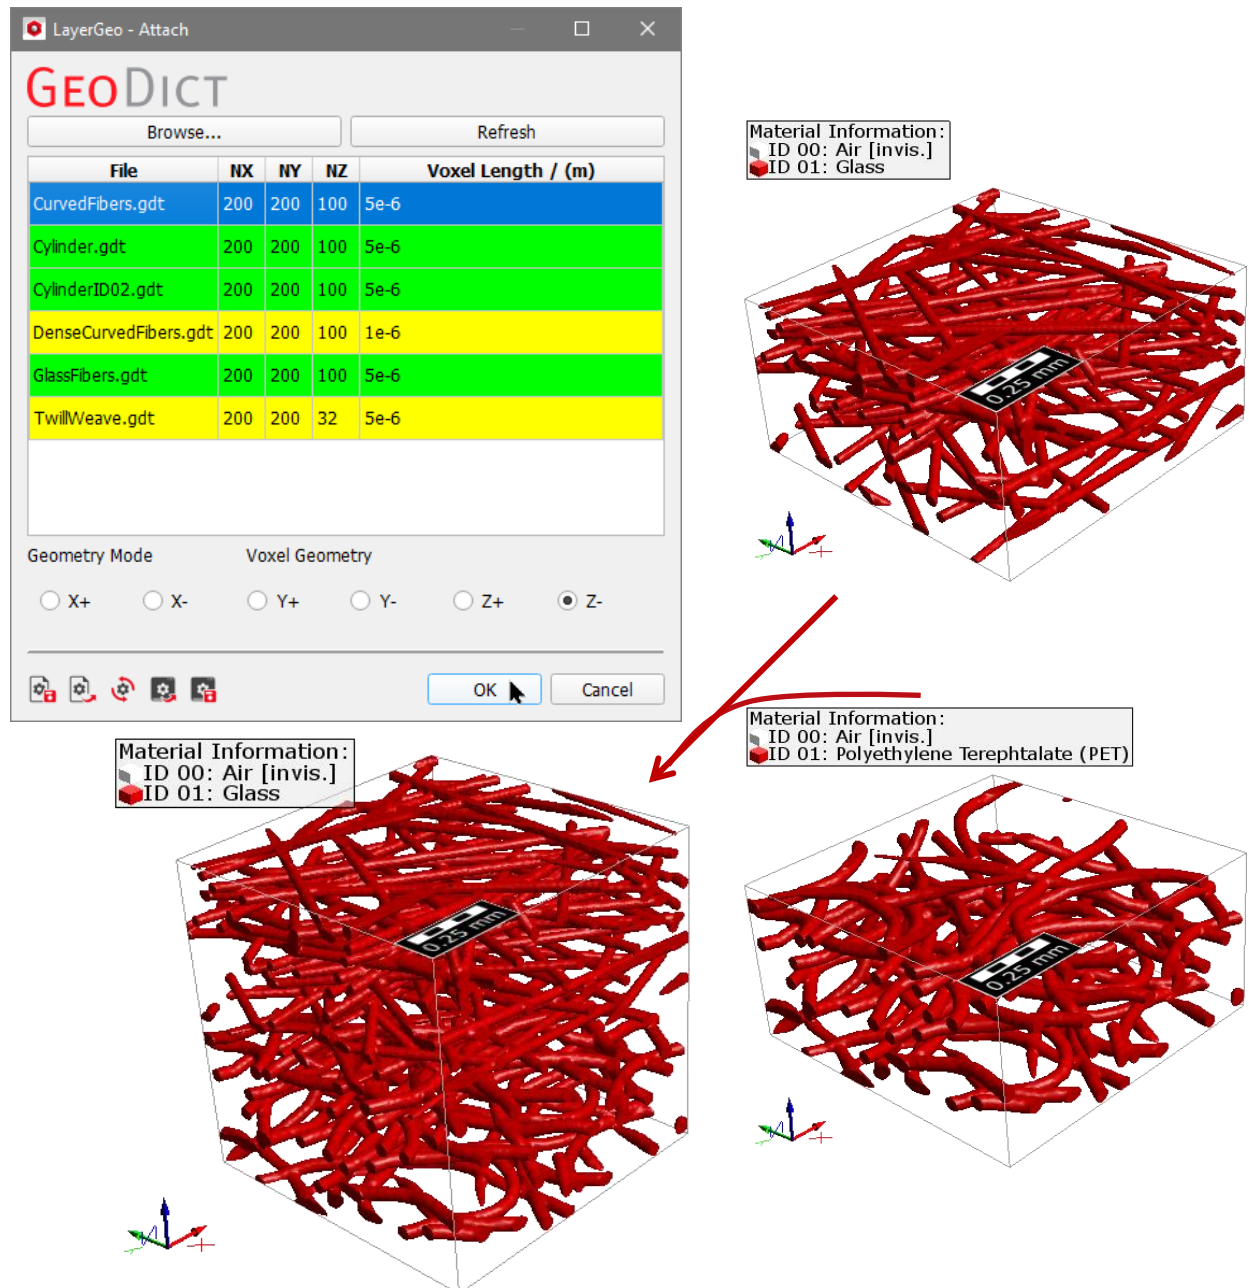 LayerGeo - Attach
GEODICT
Browse... Refresh
File NX NY NZ Voxel Length / (m)
CurvedFibers.gdt 200 200 100 5e-6
Cylinder.gdt 200 200 100 5e-6
CylinderID02.gdt 200 200 100 5e-6
DenseCurvedFibers.gdt 200 200 100 1e-6
GlassFibers.gdt 200 200 100 5e-6
TwillWeave.gdt 200 200 32 5e-6
Geometry Mode Voxel Geometry
X+ X- Y+ Y- Z+ Z-
OK Cancel
Material Information:
ID 00: Air [invis.]
ID 01: Glass
0.25 mm
Material Information:
ID 00: Air [invis.]
ID 01: Polyethylene Terephtalate (PET)
0.25 mm
Material Information:
ID 00: Air [invis.]
ID 01: Glass
0.25 mm